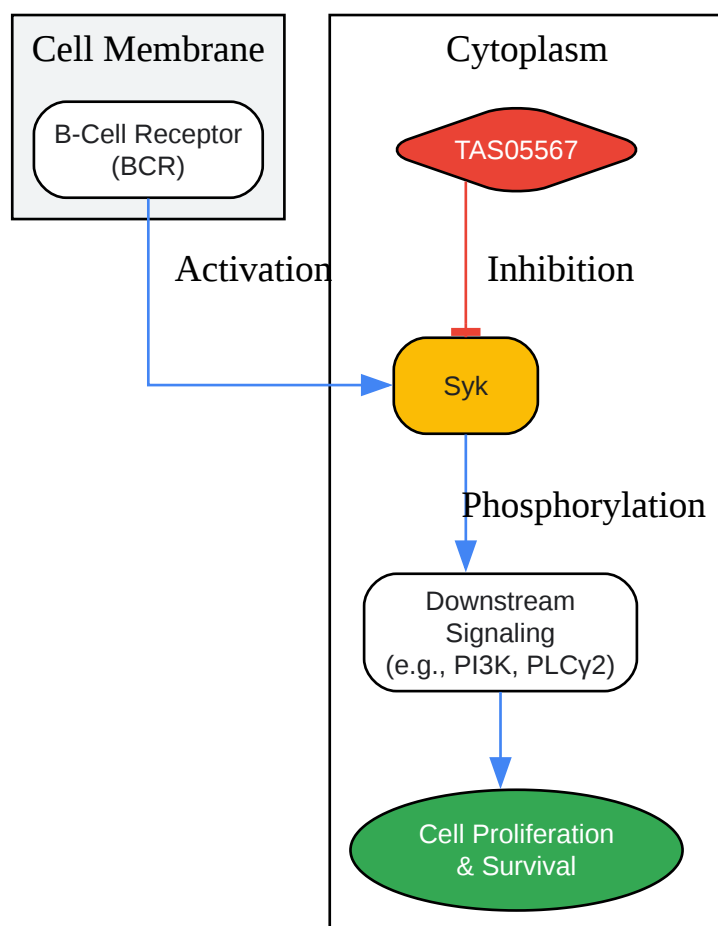 Cell Membrane
B-Cell Receptor
(BCR)
Activation
Cytoplasm
TAS05567
Inhibition
Syk
Phosphorylation
Downstream
Signaling
(e.g., PI3K, PLCγ2)
Cell Proliferation
& Survival